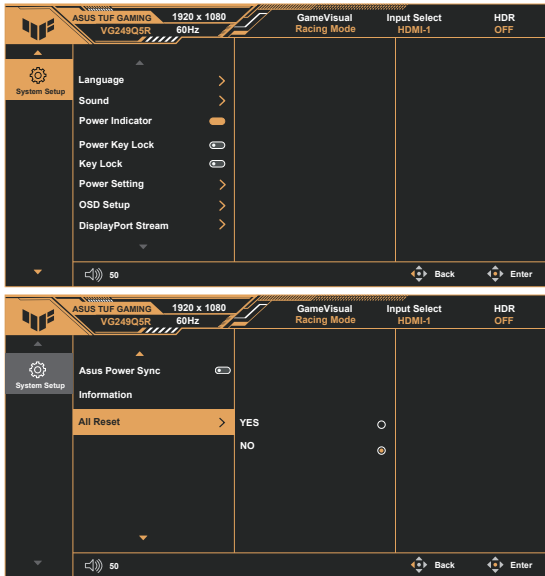 ASUS TUF GAMING 1920 x 1080 GameVisual Input Select HDR
VG249Q5R 60Hz Racing Mode HDMI-1 OFF
System Setup
Language
Sound
Power Indicator
Power Key Lock
Key Lock
Power Setting
OSD Setup
DisplayPort Stream
50 Back Enter
ASUS TUF GAMING 1920 x 1080 GameVisual Input Select HDR
VG249Q5R 60Hz Racing Mode HDMI-1 OFF
System Setup
Asus Power Sync
Information
All Reset YES
NO
50 Back Enter